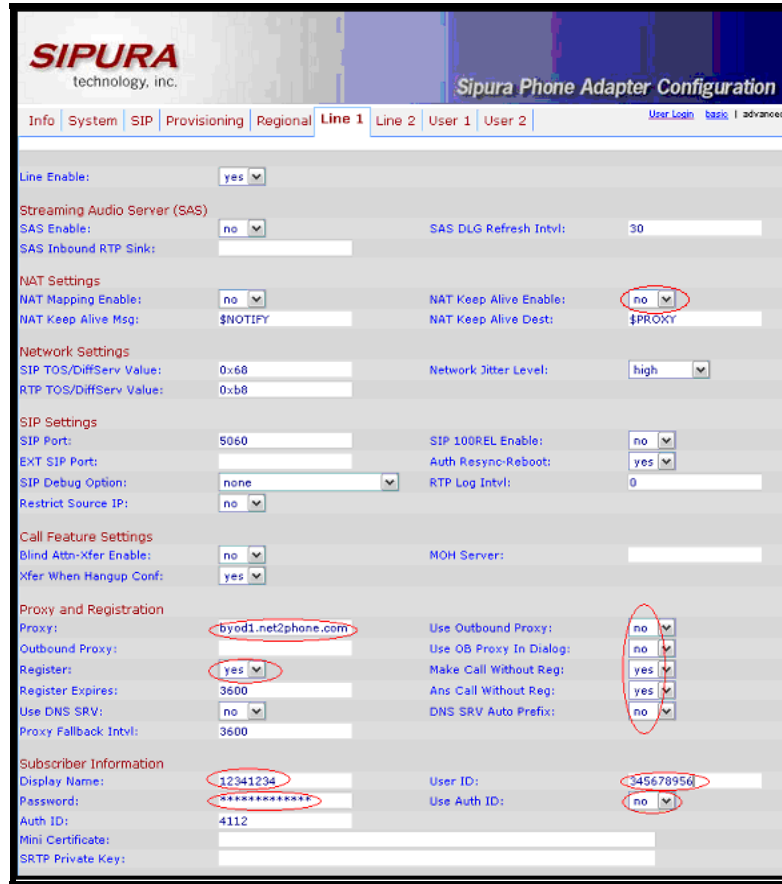 SIPURA
technology, inc.
Sipura Phone Adapter Configuration
Info System SIP Provisioning Regional Line 1 Line 2 User 1 User 2 User Login basic | advanced
Line Enable: yes
Streaming Audio Server (SAS)
SAS Enable: no SAS DLG Refresh Intvl: 30
SAS Inbound RTP Sink:
NAT Settings
NAT Mapping Enable: no NAT Keep Alive Enable: no
NAT Keep Alive Msg: $NOTIFY NAT Keep Alive Dest: $PROXY
Network Settings
SIP TOS/DiffServ Value: 0x68 Network Jitter Level: high
RTP TOS/DiffServ Value: 0xb8
SIP Settings
SIP Port: 5060 SIP 100REL Enable: no
EXT SIP Port: Auth Resync-Reboot: yes
SIP Debug Option: none RTP Log Intvl: 0
Restrict Source IP: no
Call Feature Settings
Blind Attn-Xfer Enable: no MOH Server:
Xfer When Hangup Conf: yes
Proxy and Registration
Proxy: byod1.net2phone.com Use Outbound Proxy: no
Outbound Proxy: Use OB Proxy In Dialog: no
Register: yes Make Call Without Reg: yes
Register Expires: 3600 Ans Call Without Reg: yes
Use DNS SRV: no DNS SRV Auto Prefix: no
Proxy Fallback Intvl: 3600
Subscriber Information
Display Name: 12341234 User ID: 345678956
Password: ************* Use Auth ID: no
Auth ID: 4112
Mini Certificate:
SRTP Private Key: